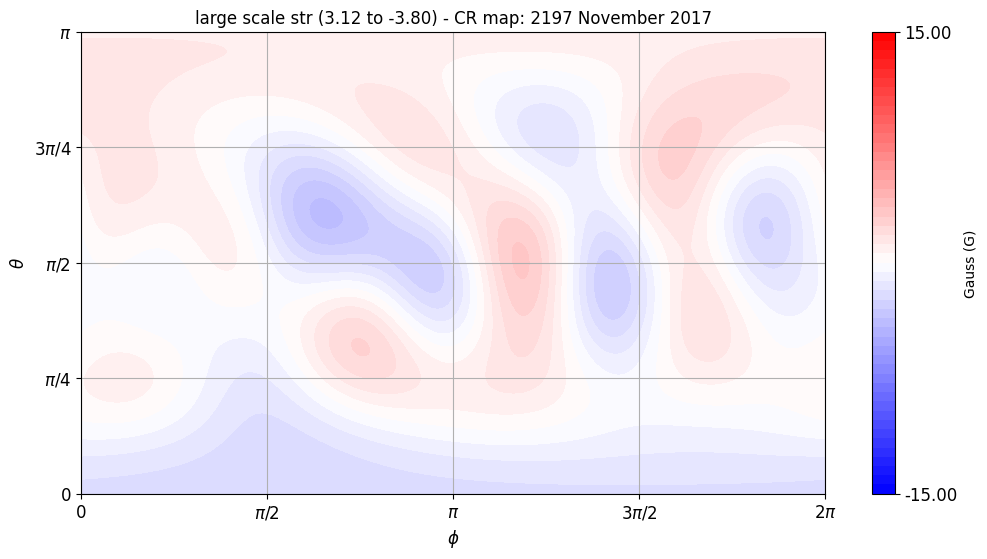 large scale str (3.12 to -3.80) - CR map: 2197 November 2017
π
3π/4
π/2
π/4
0
θ
0
π/2
π
3π/2
2π
ϕ
15.00
-15.00
Gauss (G)